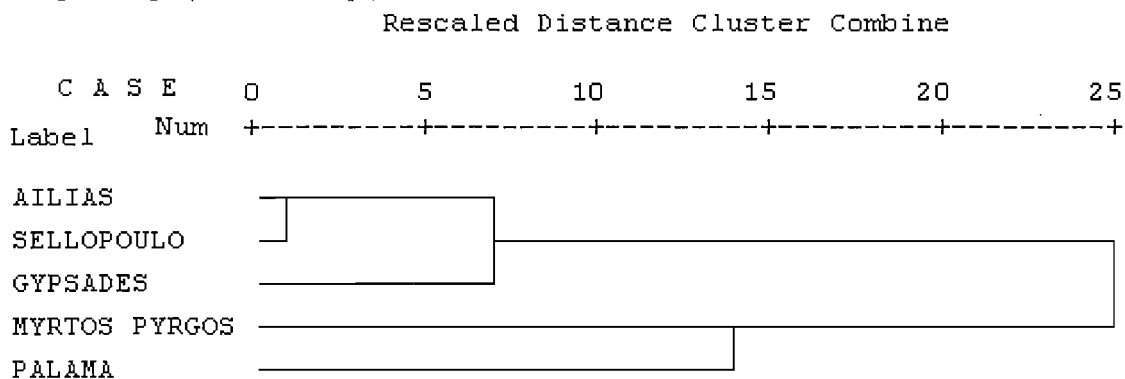 Rescaled Distance Cluster Combine
C A S E 0 5 10 15 20 25
Label Num +---------+---------+---------+---------+---------+
AILIAS
SELLOPOULO
GYPSADES
MYRTOS PYRGOS
PALAMA